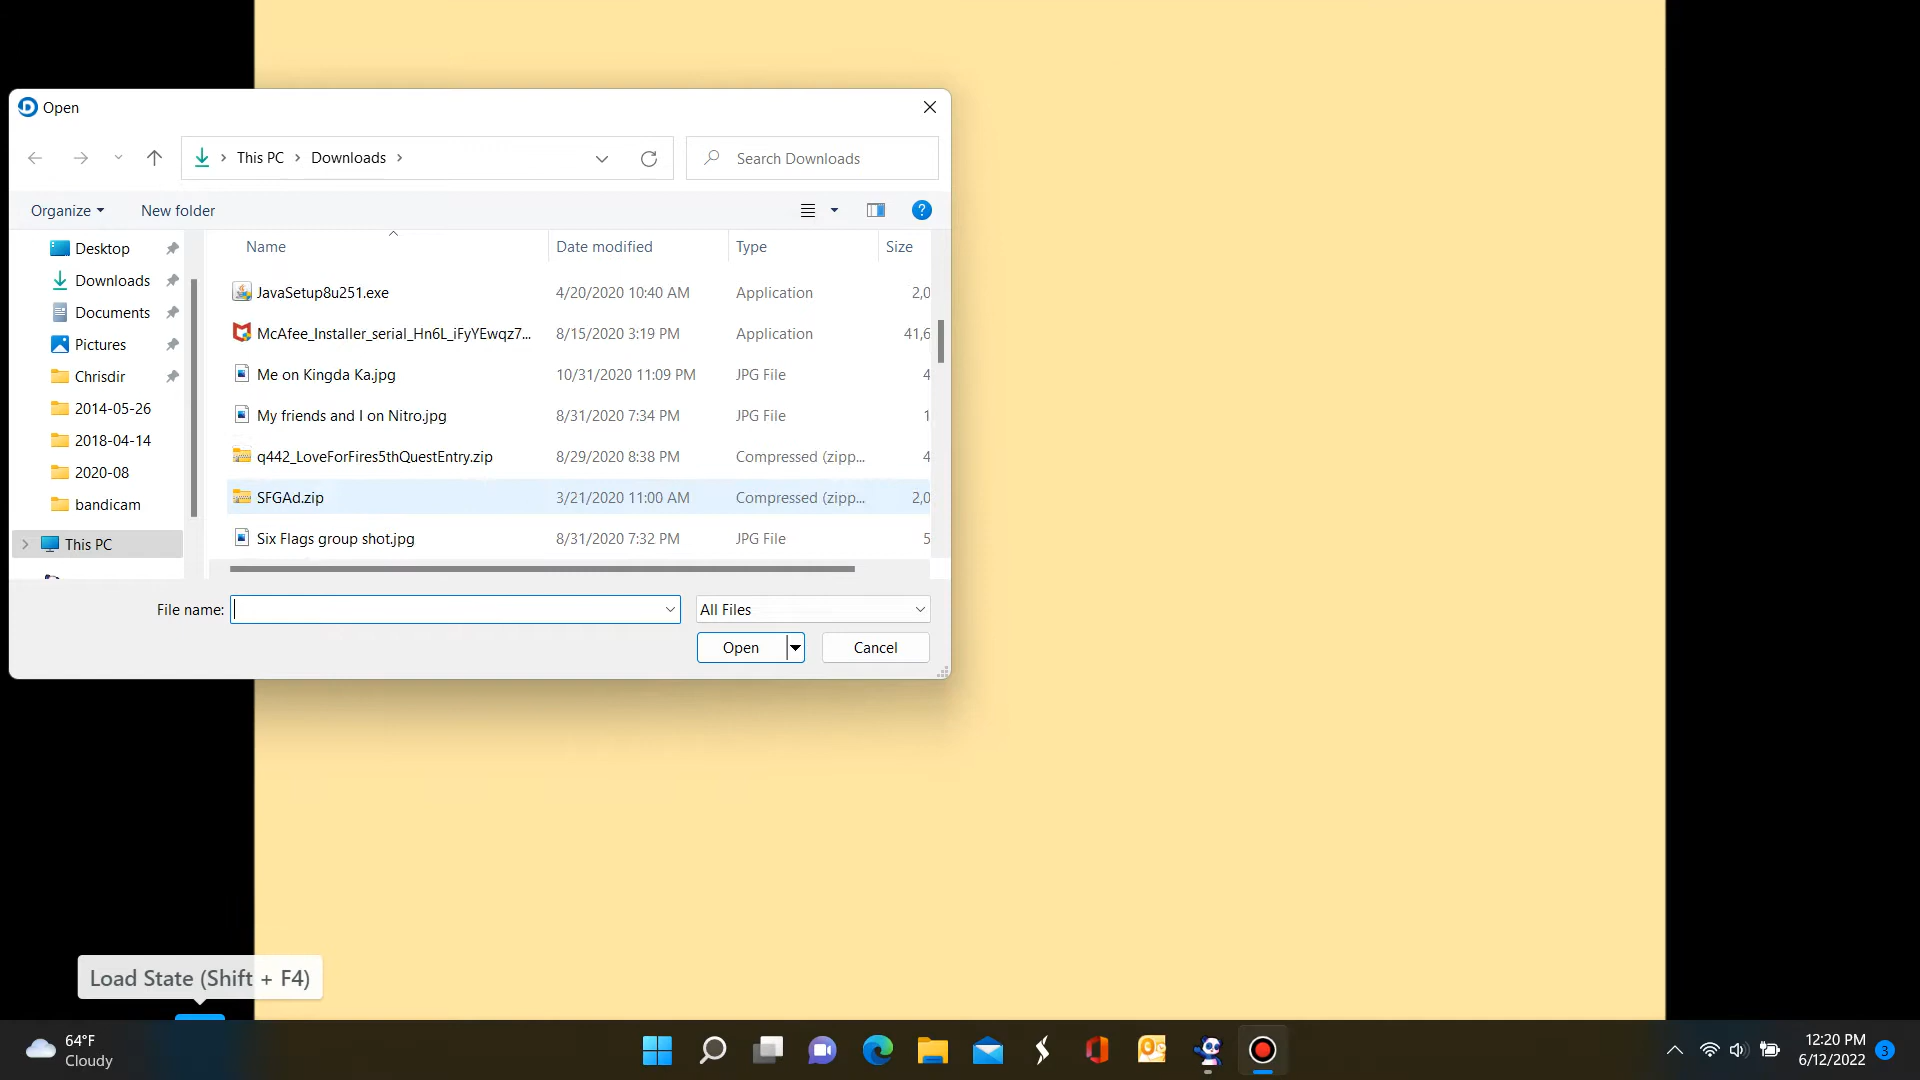 Open
This PC > Downloads >
Search Downloads
Organize
New folder
?
Name Date modified Type Size
Desktop
Downloads
Documents
Pictures
Chrisdir
2014-05-26
2018-04-14
2020-08
bandicam
This PC
JavaSetup8u251.exe 4/20/2020 10:40 AM Application 2,0
McAfee_Installer_serial_Hn6L_iFyYEwqz7... 8/15/2020 3:19 PM Application 41,6
Me on Kingda Ka.jpg 10/31/2020 11:09 PM JPG File 4
My friends and I on Nitro.jpg 8/31/2020 7:34 PM JPG File 1
q442_LoveForFires5thQuestEntry.zip 8/29/2020 8:38 PM Compressed (zipp... 4
SFGAd.zip 3/21/2020 11:00 AM Compressed (zipp... 2,0
Six Flags group shot.jpg 8/31/2020 7:32 PM JPG File 5
File name:
All Files
Open
Cancel
Load State (Shift + F4)
64°F
Cloudy
12:20 PM
6/12/2022
3